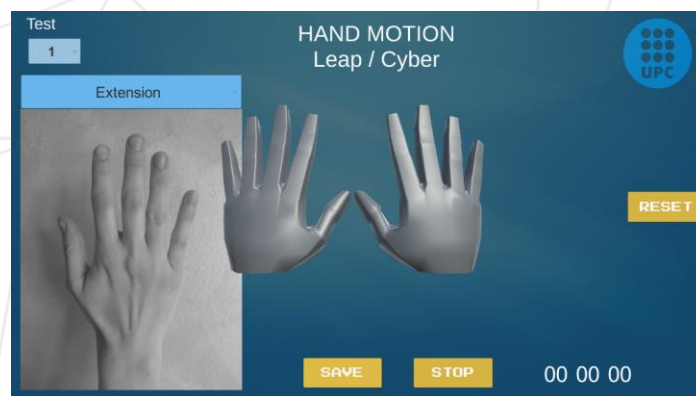 Test
1
HAND MOTION
Leap / Cyber
UPC
Extension
RESET
SAVE
STOP
00 00 00